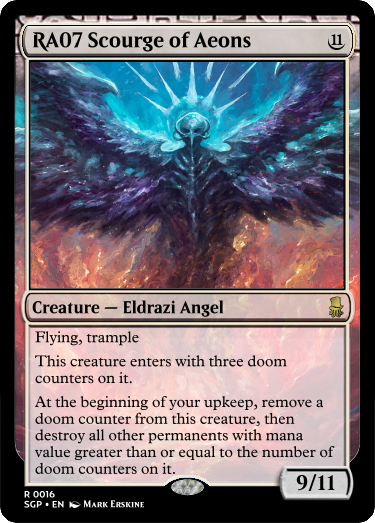 RA07 Scourge of Aeons
11
Creature — Eldrazi Angel
Flying, trample
This creature enters with three doom
counters on it.
At the beginning of your upkeep, remove a
doom counter from this creature, then
destroy all other permanents with mana
value greater than or equal to the number of
doom counters on it.
9/11
R 0016
SGP • EN Mark Erskine